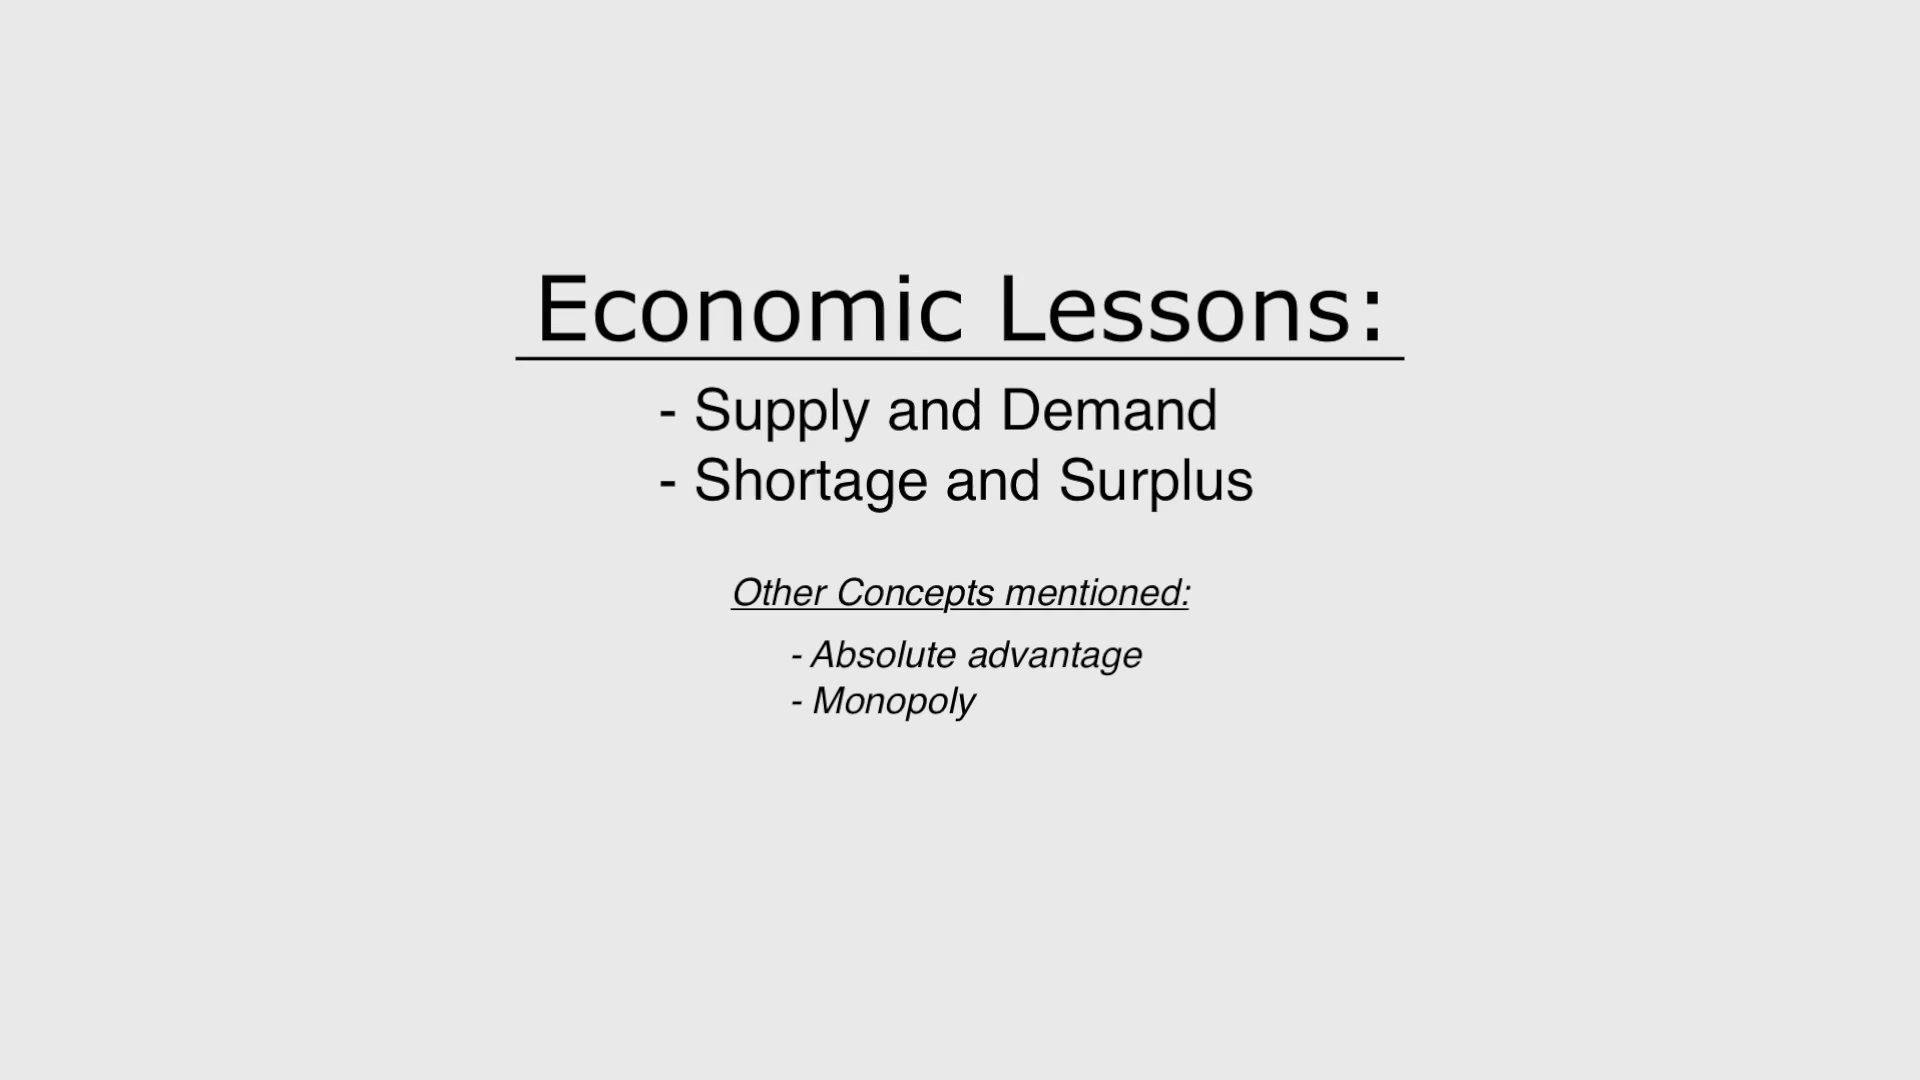 Economic Lessons:
- Supply and Demand
- Shortage and Surplus
Other Concepts mentioned:
- Absolute advantage
- Monopoly